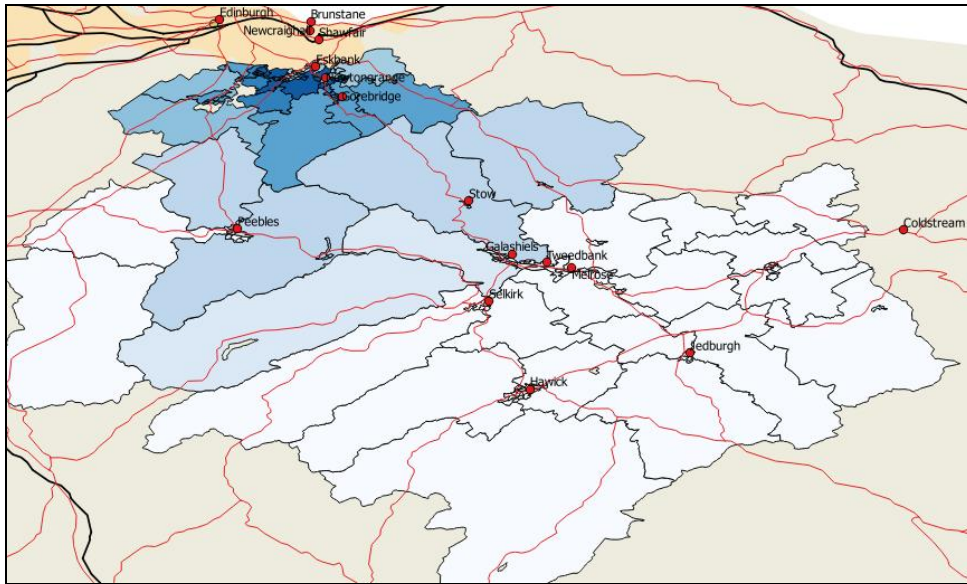 Edinburgh
Brunstane
Newcraighall
Shawfair
Eskbank
Newtongrange
Gorebridge
Stow
Peebles
Coldstream
Galashiels
Tweedbank
Melrose
Selkirk
Jedburgh
Hawick